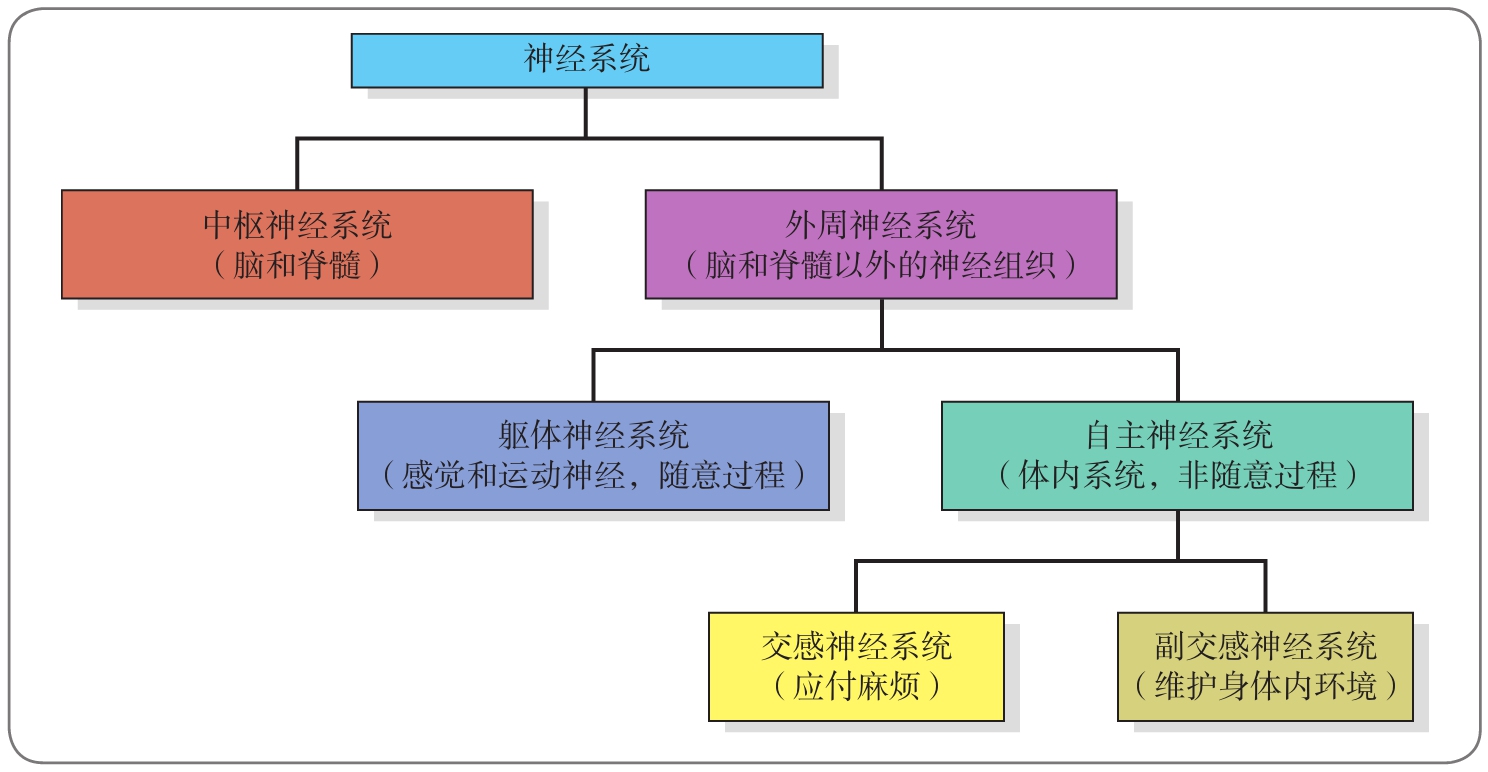 神经系统
中枢神经系统
（脑和脊髓）
外周神经系统
（脑和脊髓以外的神经组织）
躯体神经系统
（感觉和运动神经，随意过程）
自主神经系统
（体内系统，非随意过程）
交感神经系统
（应付麻烦）
副交感神经系统
（维护身体内环境）